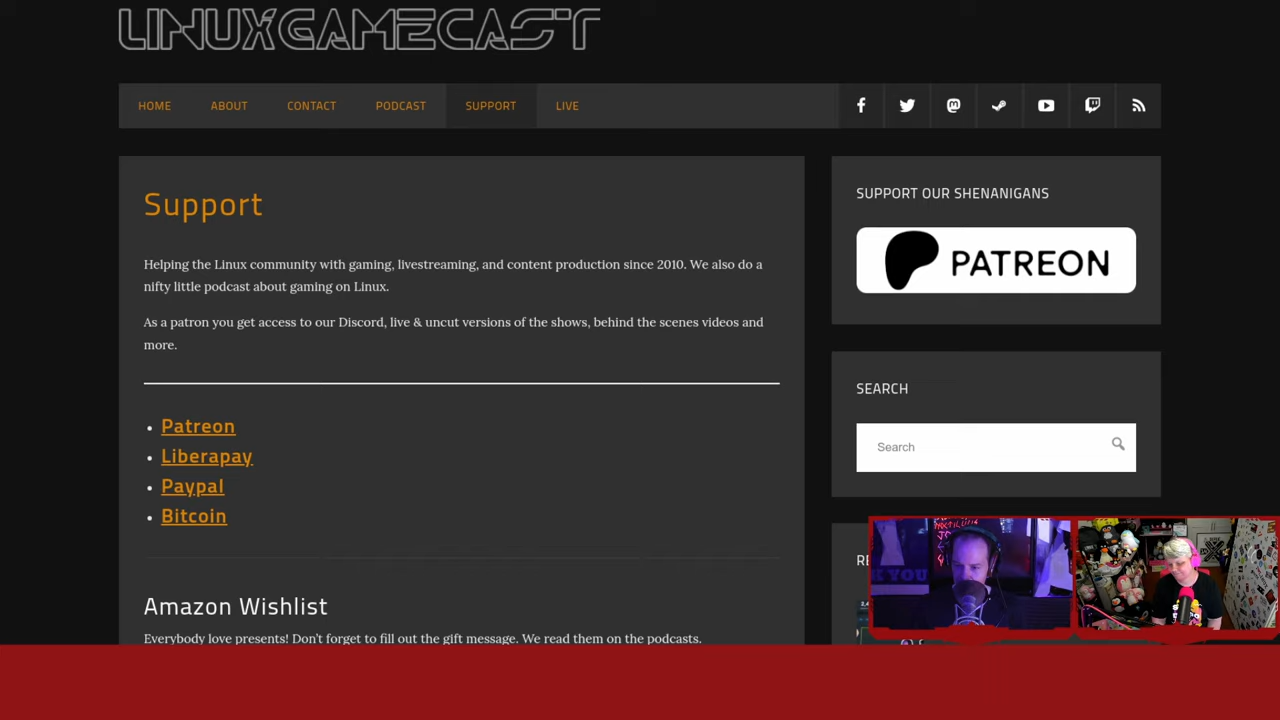 LINUXGAMECAST
HOME ABOUT CONTACT PODCAST SUPPORT LIVE
Support
Helping the Linux community with gaming, livestreaming, and content production since 2010. We also do a
nifty little podcast about gaming on Linux.
As a patron you get access to our Discord, live & uncut versions of the shows, behind the scenes videos and
more.
Patreon
Liberapay
Paypal
Bitcoin
Amazon Wishlist
Everybody love presents! Don't forget to fill out the gift message. We read them on the podcasts.
SUPPORT OUR SHENANIGANS
PATREON
SEARCH
Search